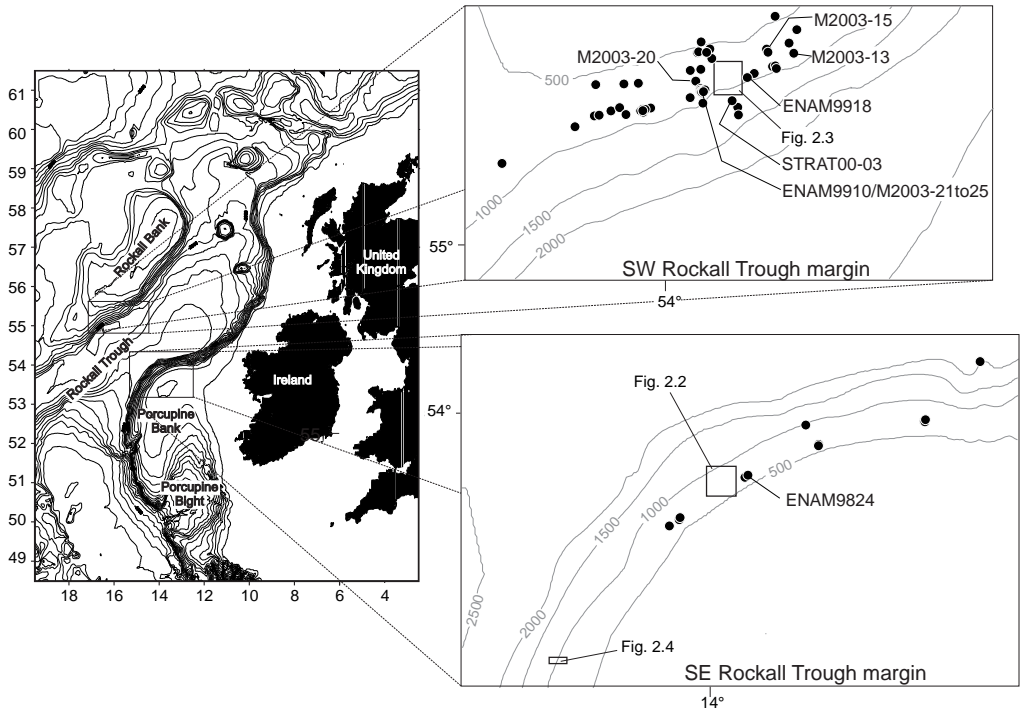 61
60
59
58
57
56
55
54
53
52
51
50
49
18
16
14
12
10
8
6
4
Rockall Bank
Rockall Trough
Porcupine
Bank
Porcupine
Bight
Ireland
United
Kingdom
55°
M2003-15
M2003-20
M2003-13
500
ENAM9918
Fig. 2.3
STRAT00-03
ENAM9910/M2003-21to25
1000
1500
2000
55°
SW Rockall Trough margin
54°
Fig. 2.2
54°
500
1000
ENAM9824
1500
2000
2500
Fig. 2.4
SE Rockall Trough margin
14°